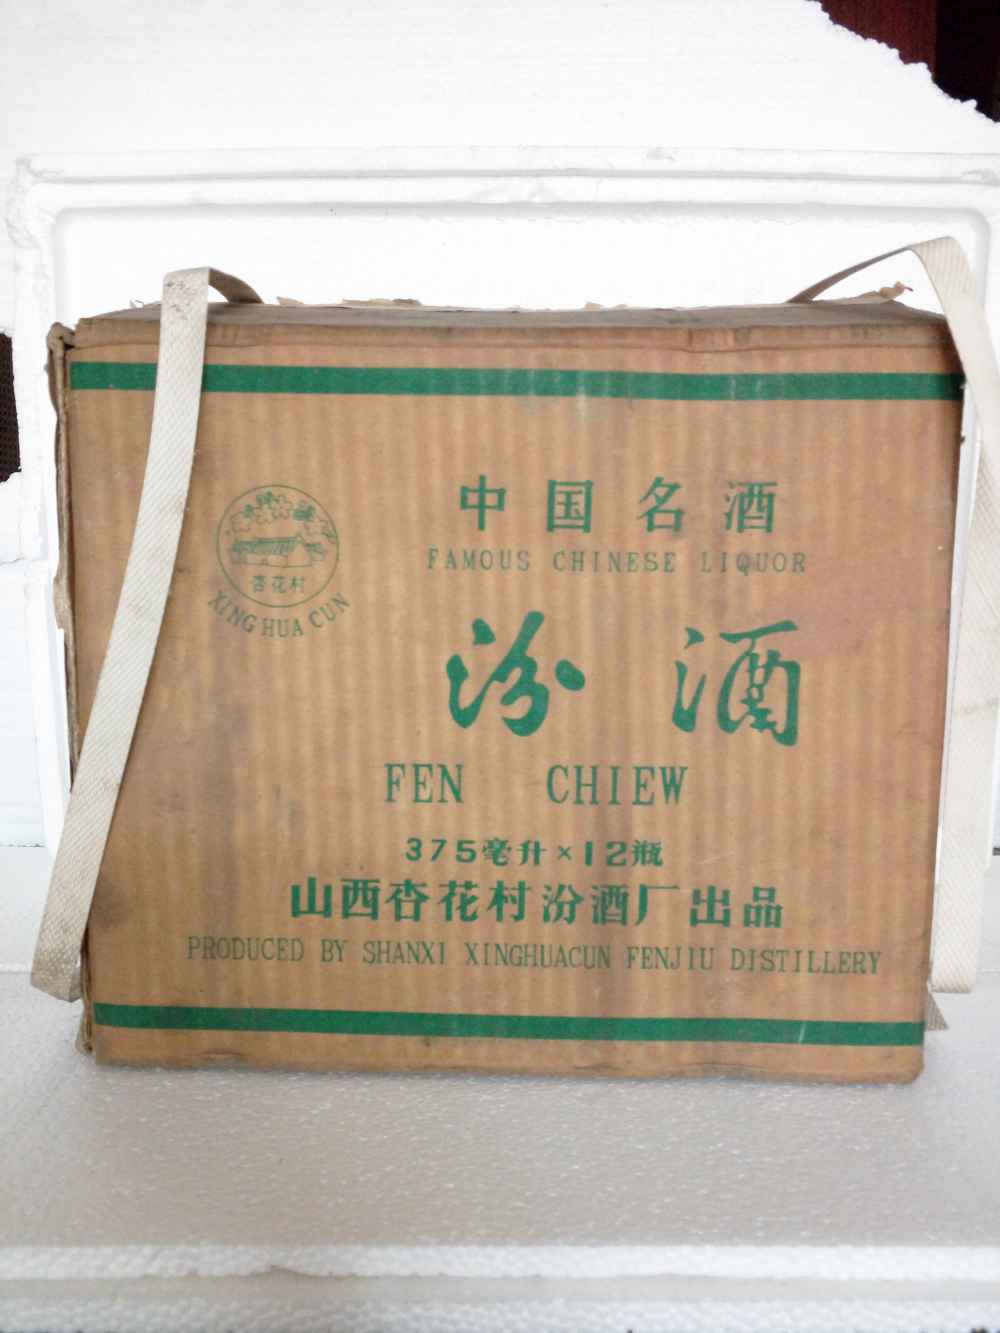 杏花村
XING HUA CUN
中国名酒
FAMOUS CHINESE LIQUOR
汾酒
FEN CHIEW
375毫升×12瓶
山西杏花村汾酒厂出品
PRODUCED BY SHANXI XINGHUACUN FENJIU DISTILLERY